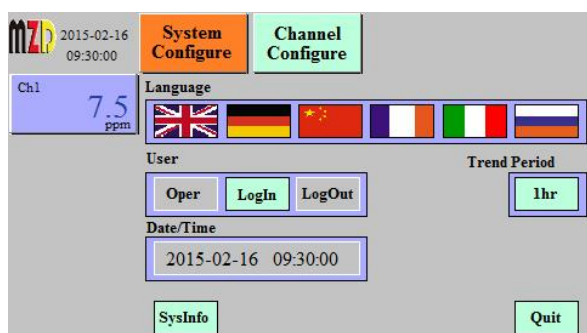 MZD
2015-02-16
09:30:00
System
Configure
Channel
Configure
Ch1
7.5
ppm
Language
User
Oper
LogIn
LogOut
Trend Period
1hr
Date/Time
2015-02-16 09:30:00
SysInfo
Quit